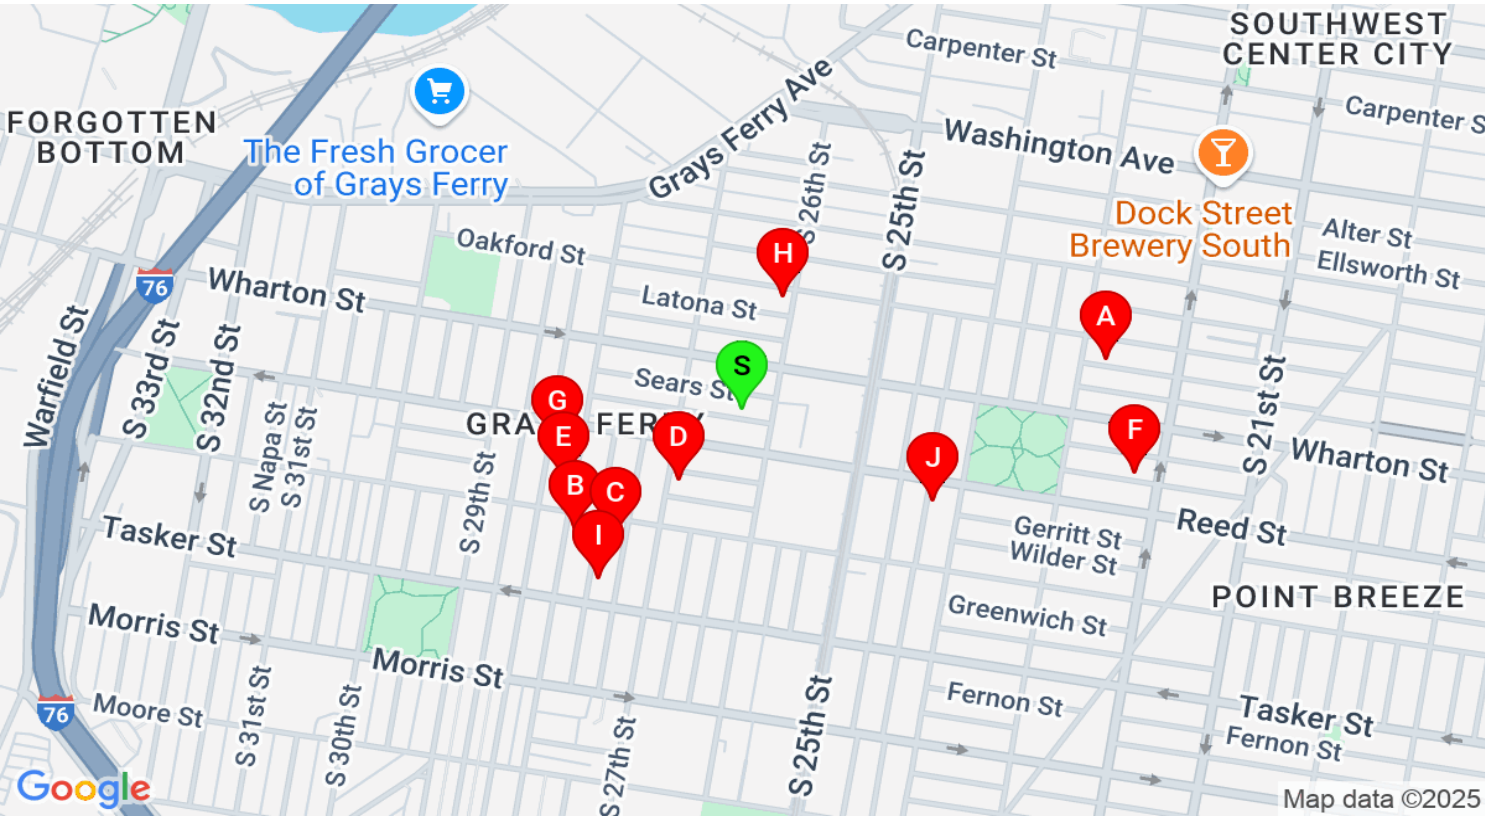 SOUTHWEST
CENTER CITY
Carpenter St
Carpenter S
Grays Ferry Ave
Washington Ave
FORGOTTEN
BOTTOM
The Fresh Grocer
of Grays Ferry
S 26th St
S 25th St
Dock Street
Brewery South
Alter St
Ellsworth St
Oakford St
H
76
Wharton St
Latona St
A
Warfield St
S 33rd St
S 32nd St
S
Sears St
G
GRA
FERRY
E
D
F
J
S 21st St
Wharton St
S Napa St
S 31st St
S 29th St
B
C
I
Tasker St
Gerritt St
Wilder St
Reed St
POINT BREEZE
Greenwich St
Morris St
Morris St
Moore St
76
S 31st St
S 30th St
S 27th St
S 25th St
Fernon St
Tasker St
Fernon St
Google
Map data ©2025